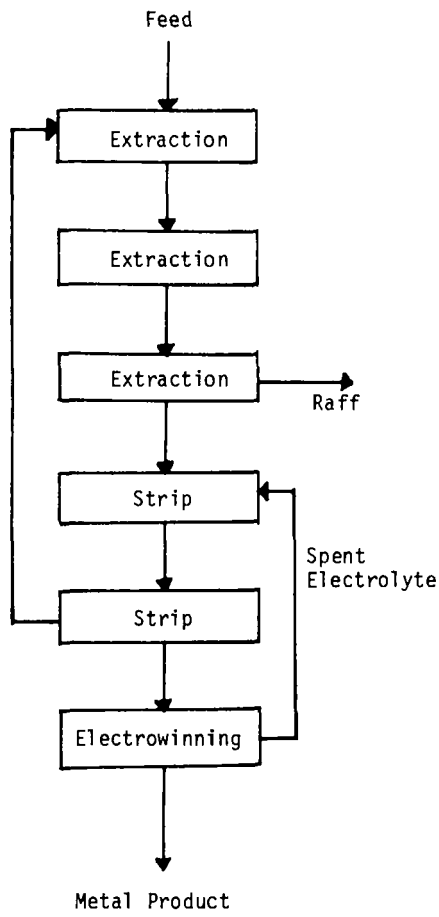 Feed
Extraction
Extraction
Extraction
Raff
Strip
Spent
Electrolyte
Strip
Electrowinning
Metal Product